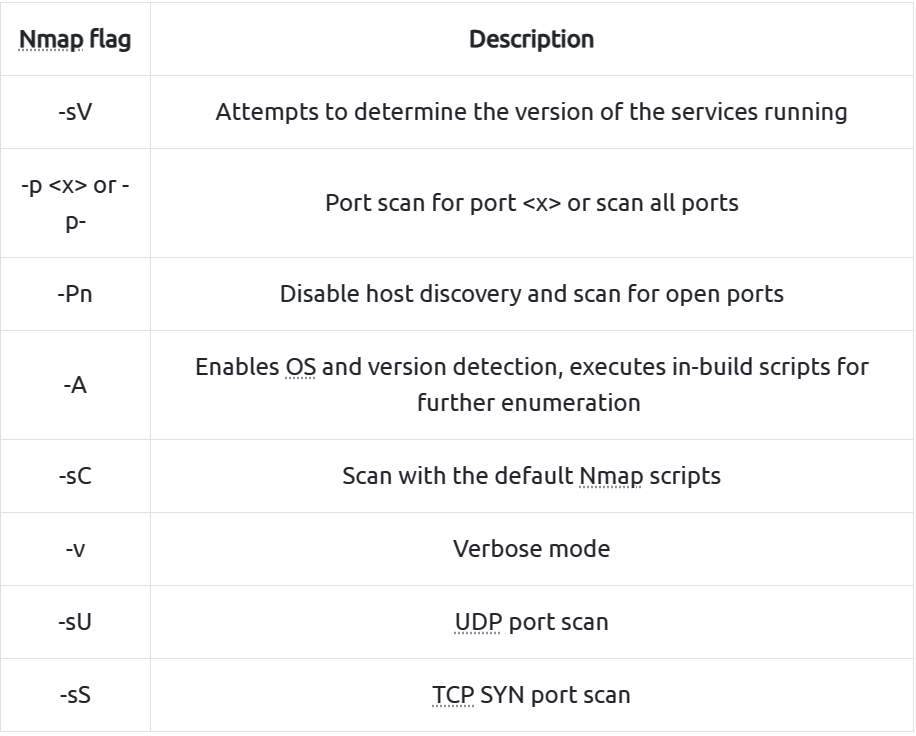 Nmap flag
Description
-sV
Attempts to determine the version of the services running
-p <x> or -
p-
Port scan for port <x> or scan all ports
-Pn
Disable host discovery and scan for open ports
-A
Enables OS and version detection, executes in-build scripts for
further enumeration
-sC
Scan with the default Nmap scripts
-v
Verbose mode
-sU
UDP port scan
-sS
TCP SYN port scan